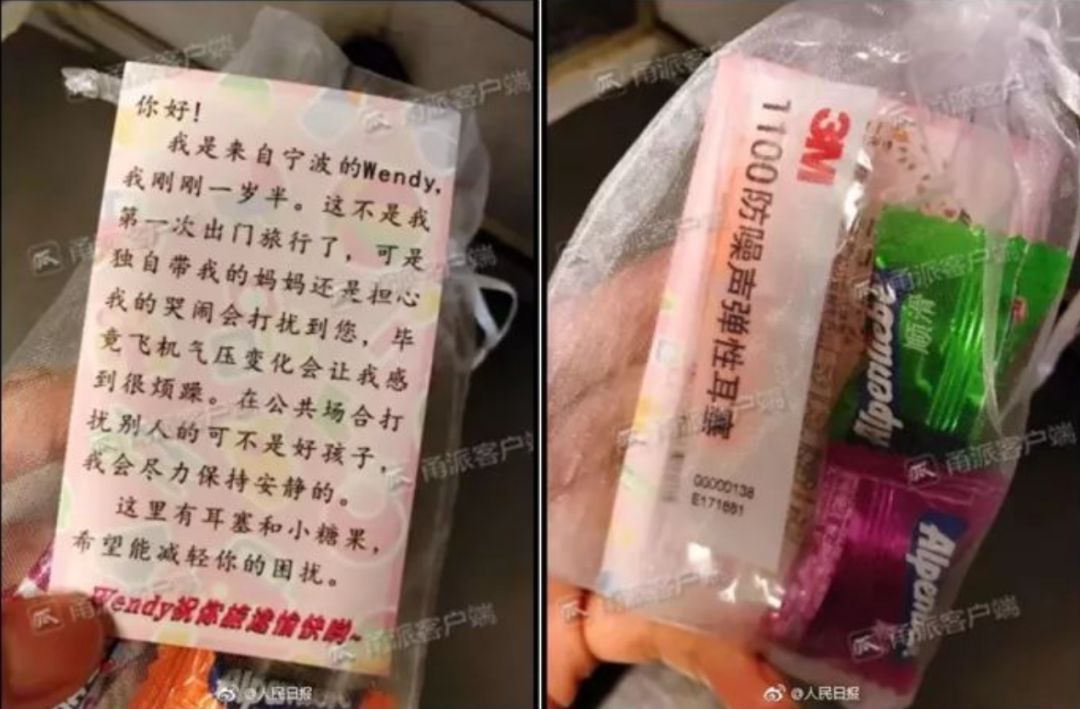 你好！
我是来自宁波的Wendy,
我刚刚一岁半。这不是我
第一次出门旅行了，可是
独自带我的妈妈还是担心
我的哭闹会打扰到您，毕
竟飞机气压变化会让我感
到很烦躁。在公共场合打
扰别人的可不是好孩子，
我会尽力保持安静的。
这里有耳塞和小糖果，
希望能减轻你的困扰。
Wendy祝你旅途愉快哟~
@人民日报
3M
1100防噪声弹性耳塞
00000138
E171661
Alpenliebe
Alpenl
甬派客户端
@人民日报